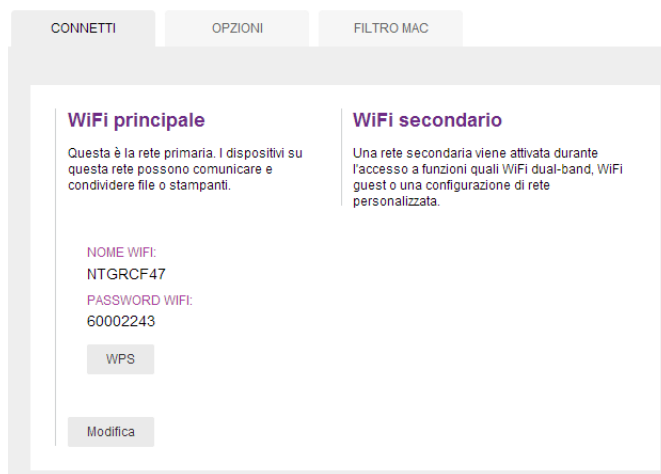 CONNETTI
OPZIONI
FILTRO MAC
WiFi principale
Questa è la rete primaria. I dispositivi su
questa rete possono comunicare e
condividere file o stampanti.
WiFi secondario
Una rete secondaria viene attivata durante
l'accesso a funzioni quali WiFi dual-band, WiFi
guest o una configurazione di rete
personalizzata.
NOME WIFI:
NTGRCF47
PASSWORD WIFI:
60002243
WPS
Modifica